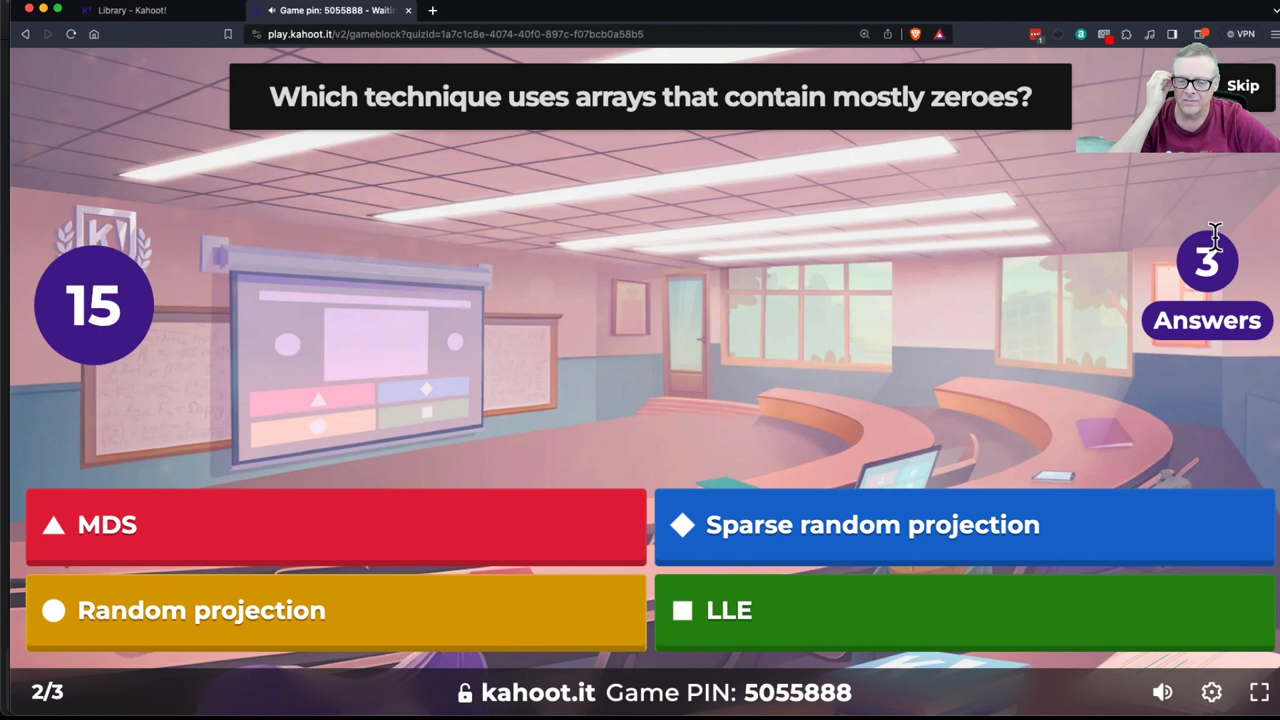 Library - Kahoot!
Game pin: 5055888 - Waitin
play.kahoot.it/v2/gameblock?quizId=1a7c1c8e-4074-40f0-897c-f07bcb0a58b5
VPN
Which technique uses arrays that contain mostly zeroes?
Skip
K!
15
3
Answers
MDS
Sparse random projection
Random projection
LLE
2/3
kahoot.it Game PIN: 5055888